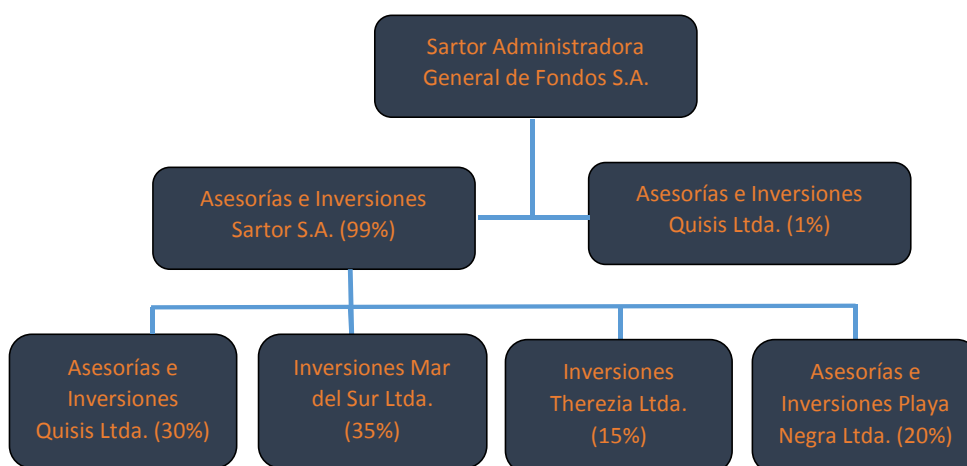 Sartor Administradora
General de Fondos S.A.
Asesorías e Inversiones
Sartor S.A. (99%)
Asesorías e Inversiones
Quisis Ltda. (1%)
Asesorías e
Inversiones
Quisis Ltda. (30%)
Inversiones Mar
del Sur Ltda.
(35%)
Inversiones
Therezia Ltda.
(15%)
Asesorías e
Inversiones Playa
Negra Ltda. (20%)